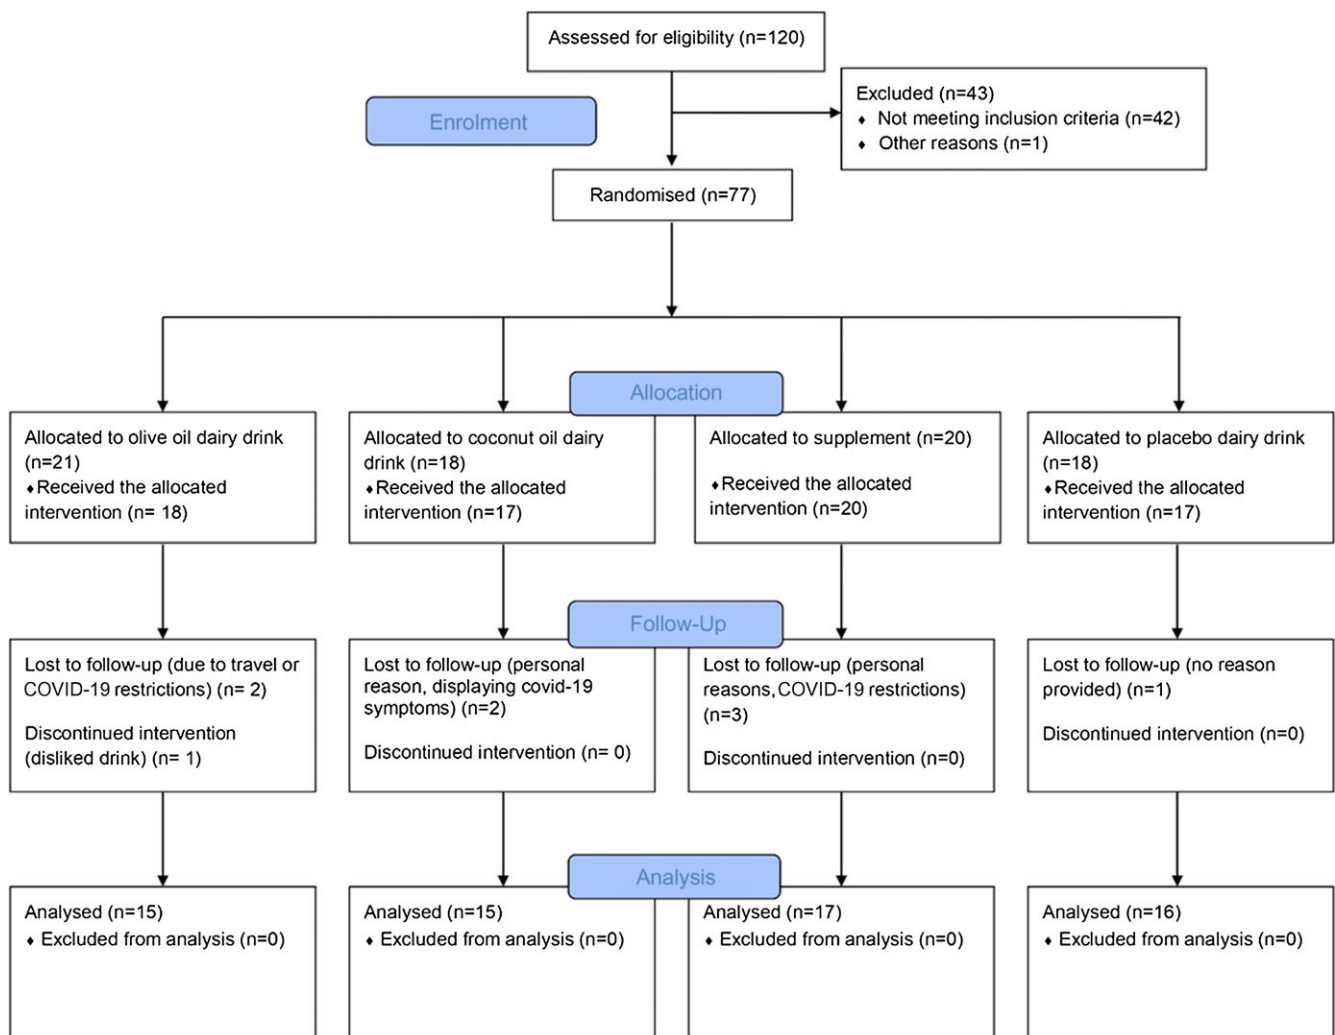 Assessed for eligibility (n=120)
Excluded (n=43)
♦ Not meeting inclusion criteria (n=42)
♦ Other reasons (n=1)
Enrolment
Randomised (n=77)
Allocation
Allocated to olive oil dairy drink
(n=21)
♦Received the allocated
intervention (n= 18)
Allocated to coconut oil dairy
drink (n=18)
♦Received the allocated
intervention (n=17)
Allocated to supplement (n=20)
♦Received the allocated
intervention (n=20)
Allocated to placebo dairy drink
(n=18)
♦Received the allocated
intervention (n=17)
Follow-Up
Lost to follow-up (due to travel or
COVID-19 restrictions) (n= 2)
Discontinued intervention
(disliked drink) (n= 1)
Lost to follow-up (personal
reason, displaying covid-19
symptoms) (n=2)
Discontinued intervention (n= 0)
Lost to follow-up (personal
reasons, COVID-19 restrictions)
(n=3)
Discontinued intervention (n=0)
Lost to follow-up (no reason
provided) (n=1)
Discontinued intervention (n=0)
Analysis
Analysed (n=15)
♦ Excluded from analysis (n=0)
Analysed (n=15)
♦ Excluded from analysis (n=0)
Analysed (n=17)
♦ Excluded from analysis (n=0)
Analysed (n=16)
♦ Excluded from analysis (n=0)